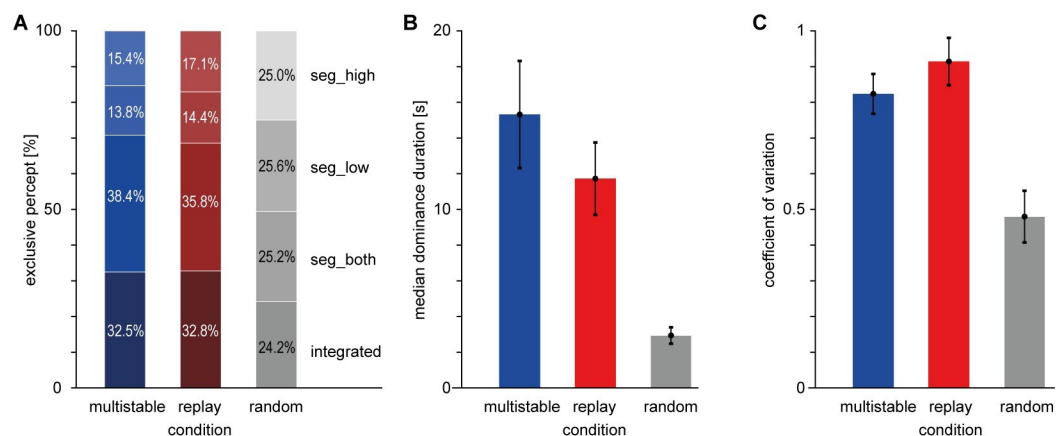 A
exclusive percept [%]
100
50
0
15.4%
13.8%
38.4%
32.5%
17.1%
14.4%
35.8%
32.8%
25.0%
25.6%
25.2%
24.2%
seg_high
seg_low
seg_both
integrated
multistable replay random
condition
B
median dominance duration [s]
20
10
0
multistable replay random
condition
C
coefficient of variation
1
0.5
0
multistable replay random
condition